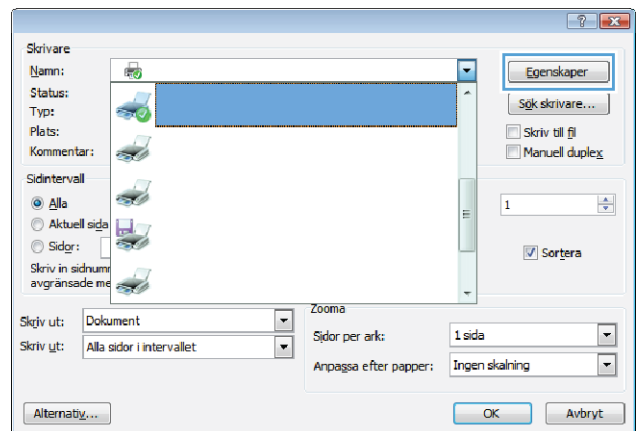 Skrivare
Namn:
Egenskaper
Status:
Sök skrivare...
Typ:
Plats:
Skriv till fil
Kommentar:
Manuell duplex
Sidintervall
Alla
1
Aktuell sida
Sidor:
Sortera
Skriv in sidnumr
avgränsade me
Zooma
Skriv ut: Dokument
Sidor per ark: 1 sida
Skriv ut: Alla sidor i intervallet
Anpassa efter papper: Ingen skalning
Alternativ...
OK
Avbryt